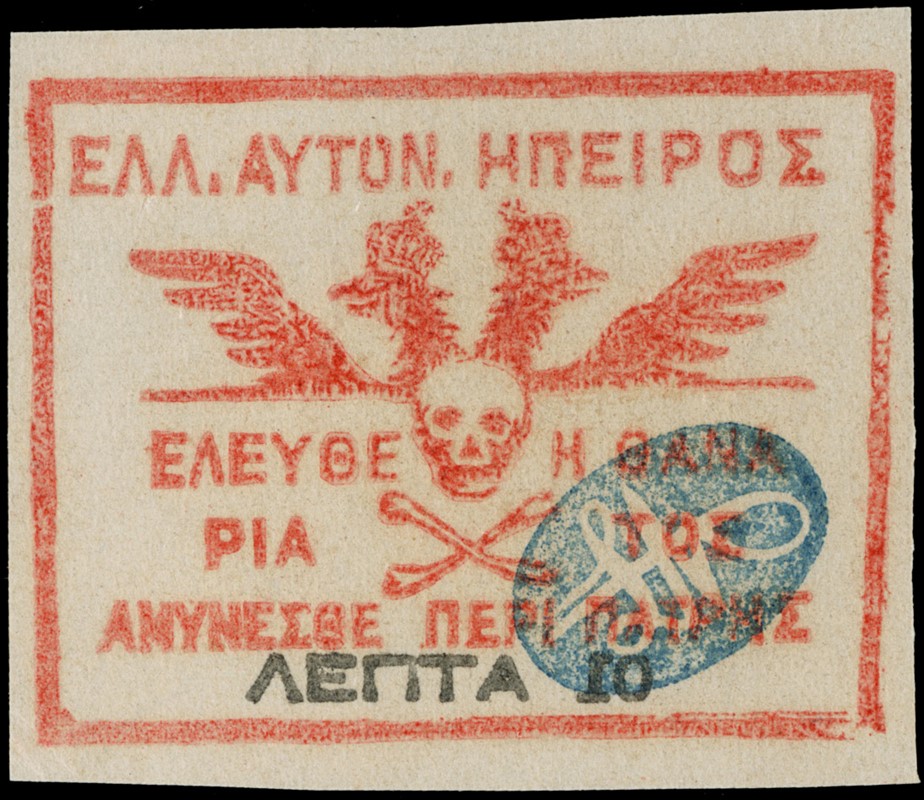 ΕΛΛ. ΑΥΤΟΝ. ΗΠΕΙΡΟΣ
ΕΛΕΥΘΕ Η ΘΑΝΑ
ΡΙΑ ΤΟΣ
ΑΜΥΝΕΣΘΕ ΠΕΡΙ ΠΑΤΡΗΣ
ΛΕΠΤΑ 10